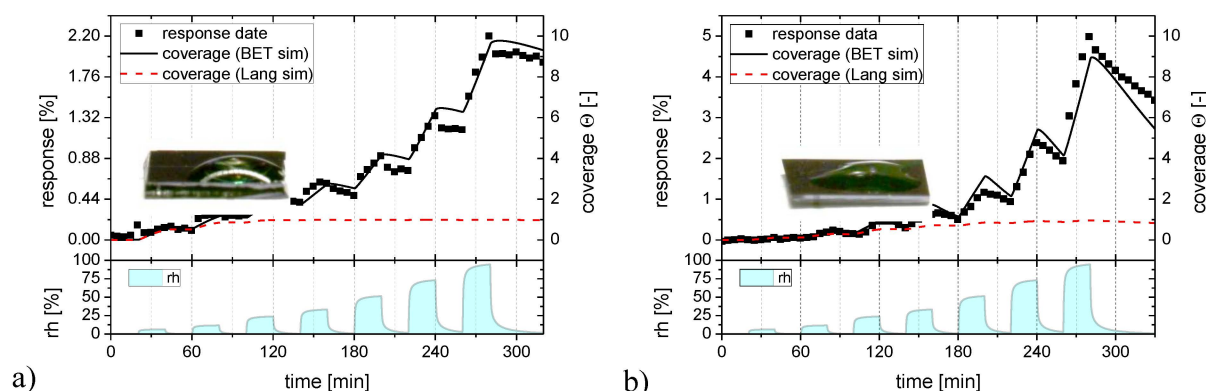 response date
coverage (BET sim)
coverage (Lang sim)
2.20
1.76
1.32
0.88
0.44
0.00
response [%]
10
8
6
4
2
0
coverage Θ [-]
100
75
50
25
0
rh [%]
rh
0 60 120 180 240 300
time [min]
a)
response data
coverage (BET sim)
coverage (Lang sim)
5
4
3
2
2
1
0
response [%]
10
8
6
4
2
0
coverage Θ [-]
100
75
50
25
0
rh [%]
rh
0 60 120 180 240 300
time [min]
b)